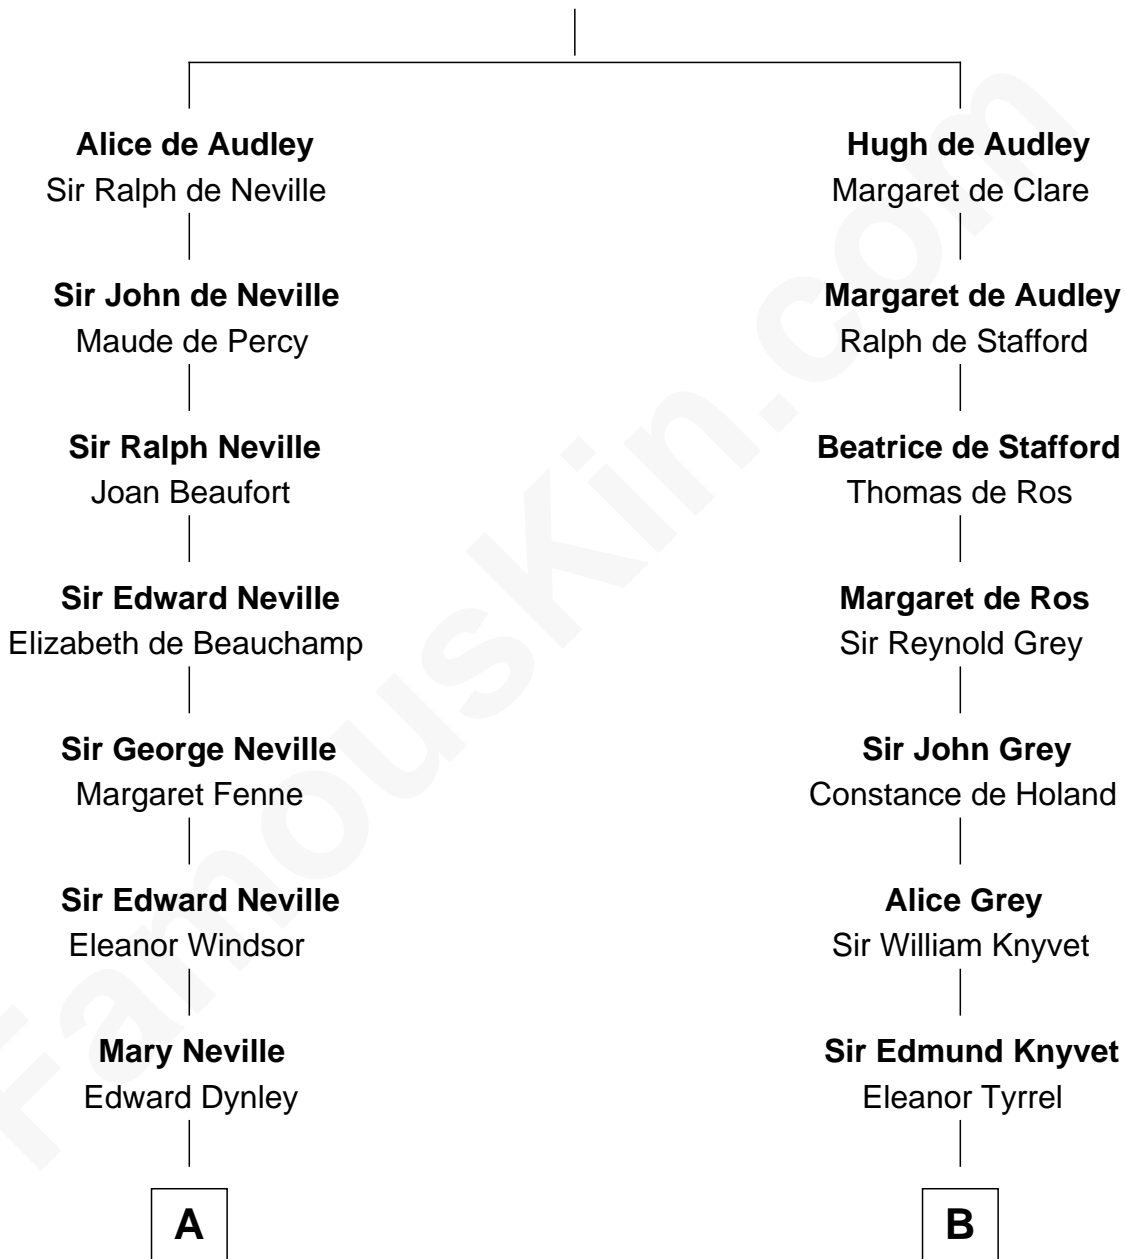 Alice de Audley
Sir Ralph de Neville
Sir John de Neville
Maude de Percy
Sir Ralph Neville
Joan Beaufort
Sir Edward Neville
Elizabeth de Beauchamp
Sir George Neville
Margaret Fenne
Sir Edward Neville
Eleanor Windsor
Mary Neville
Edward Dynley
A
Hugh de Audley
Margaret de Clare
Margaret de Audley
Ralph de Stafford
Beatrice de Stafford
Thomas de Ros
Margaret de Ros
Sir Reynold Grey
Sir John Grey
Constance de Holand
Alice Grey
Sir William Knyvet
Sir Edmund Knyvet
Eleanor Tyrrel
B
FamousKin.com